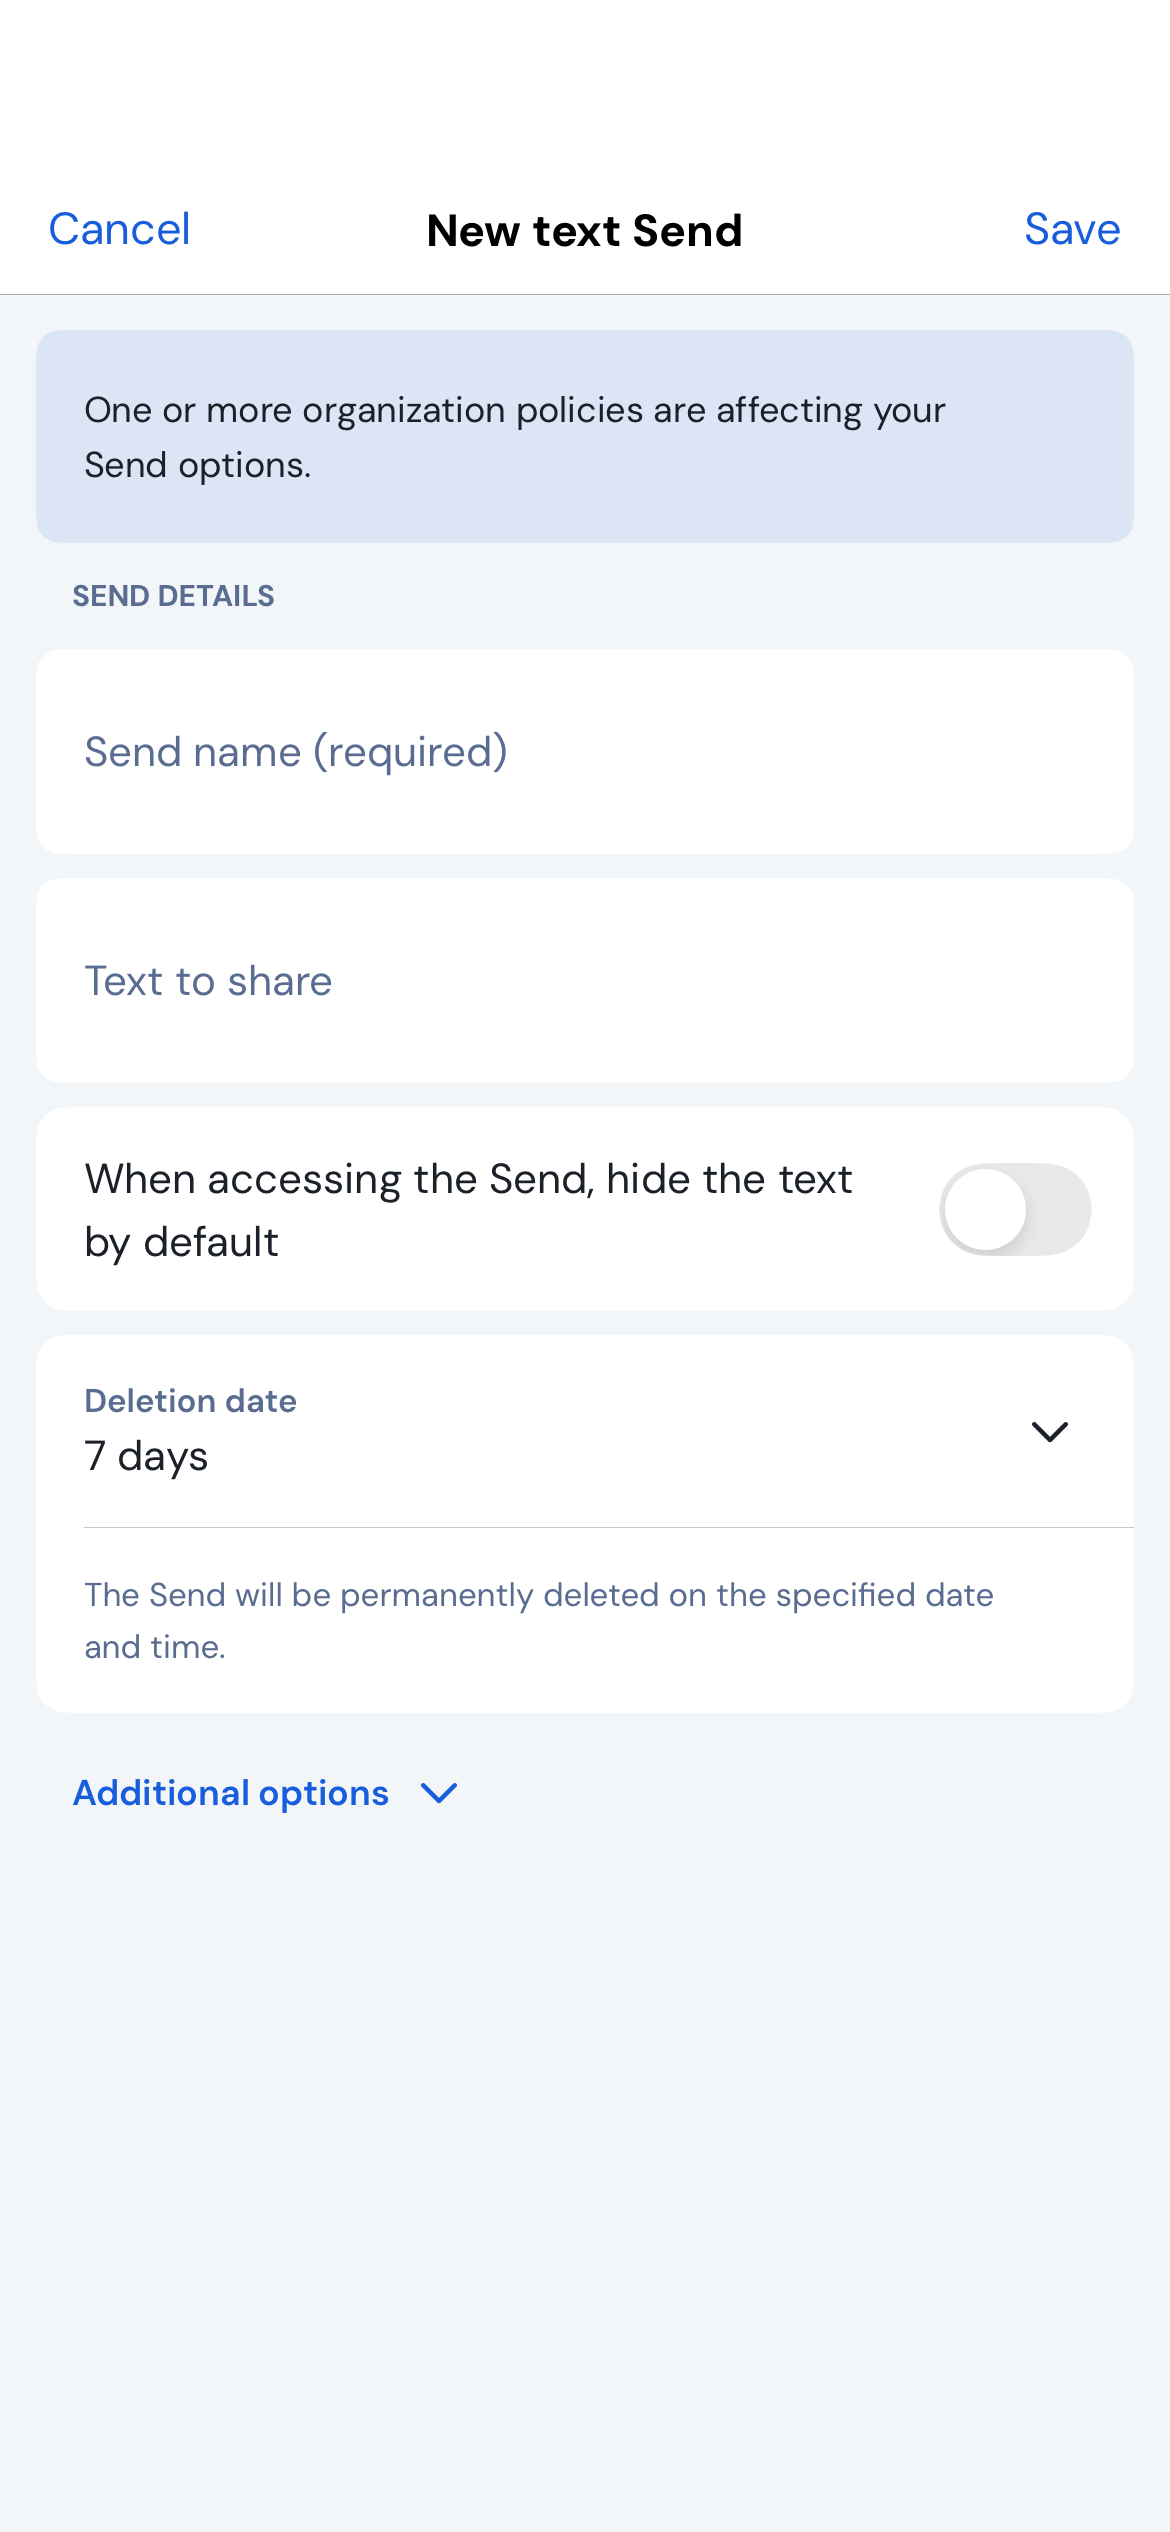 Cancel
New text Send
Save
One or more organization policies are affecting your
Send options.
SEND DETAILS
Send name (required)
Text to share
When accessing the Send, hide the text
by default
Deletion date
7 days
The Send will be permanently deleted on the specified date
and time.
Additional options